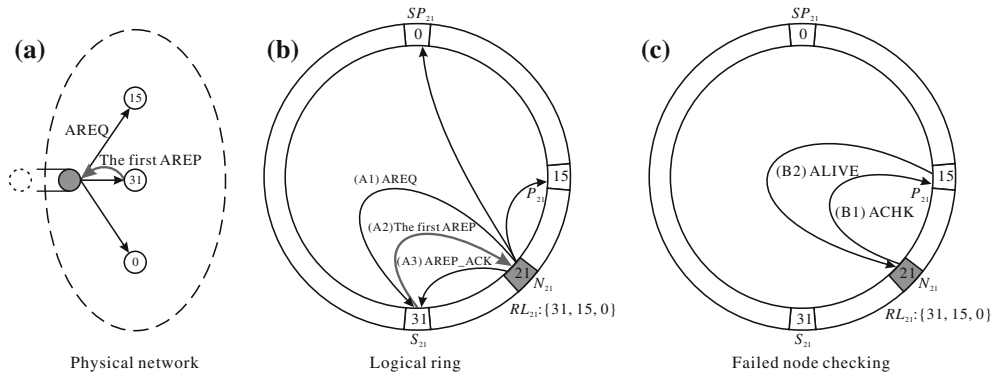 (a)
15
AREQ
The first AREP
31
0
Physical network
(b)
SP₂₁
0
15
P₂₁
(A1) AREQ
(A2)The first AREP
(A3) AREP_ACK
21
N₂₁
RL₂₁:{31, 15, 0}
31
S₂₁
Logical ring
(c)
SP₂₁
0
15
P₂₁
(B2) ALIVE
(B1) ACHK
21
N₂₁
RL₂₁:{31, 15, 0}
31
S₂₁
Failed node checking